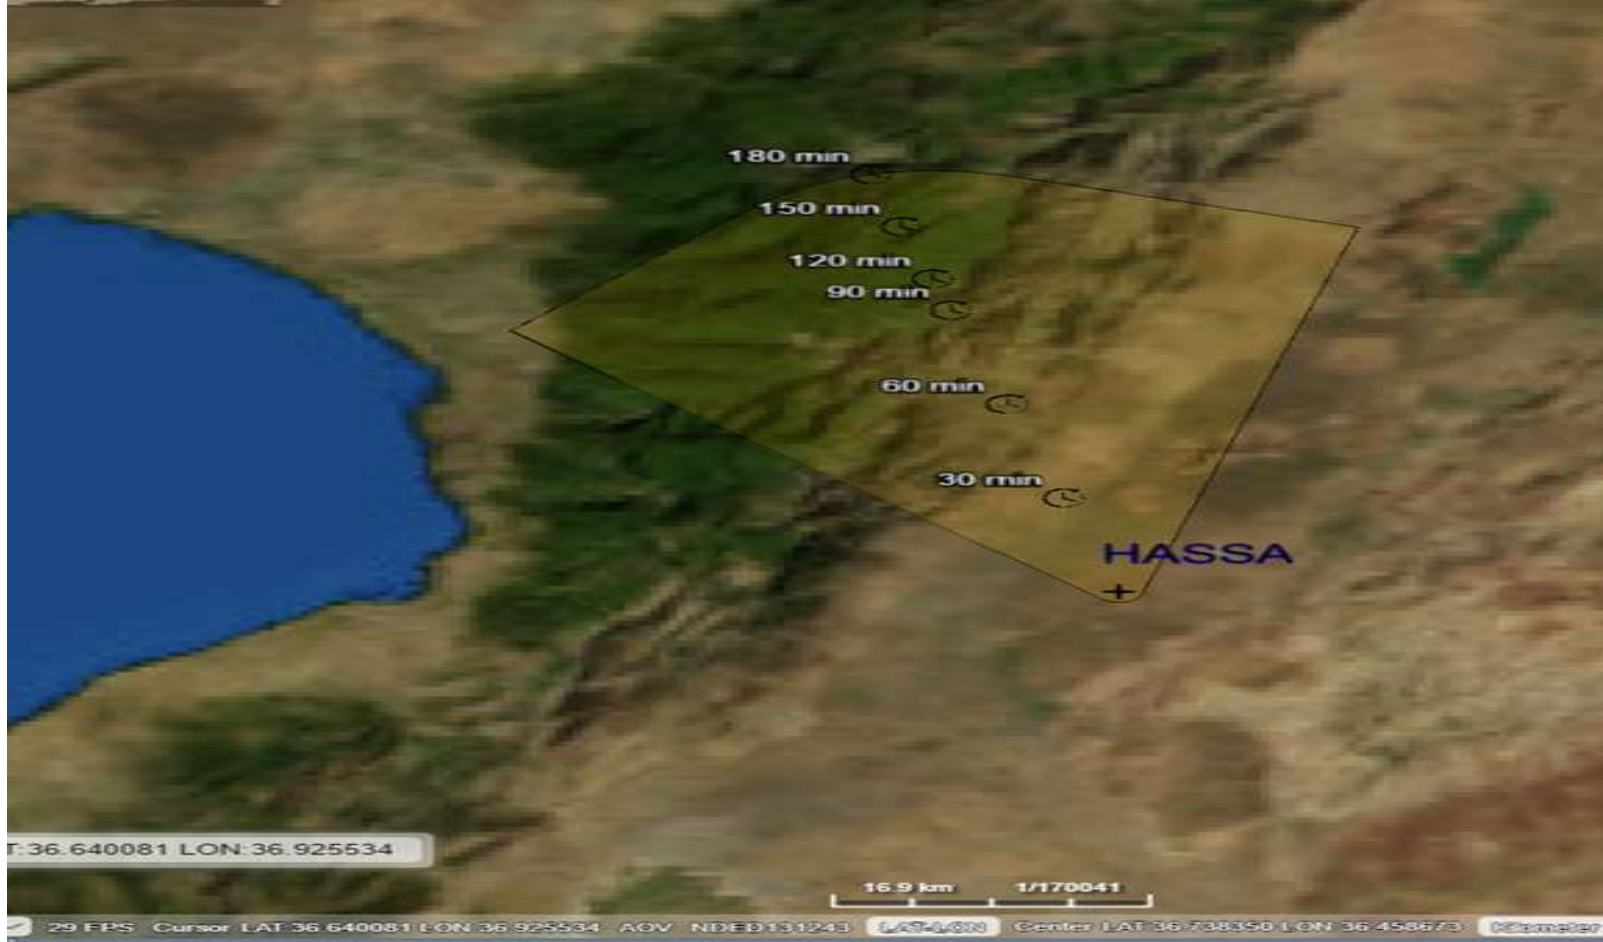 180 min
150 min
120 min
90 min
60 min
30 min
HASSA
T:36.640081 LON:36.925534
16.9 km 1/170041
29 FPS Cursor LAT:36.640081 LON:36.925534 AOV NDED131243 LAT-LON Center LAT:36.738350 LON:36.458673 Kilometer